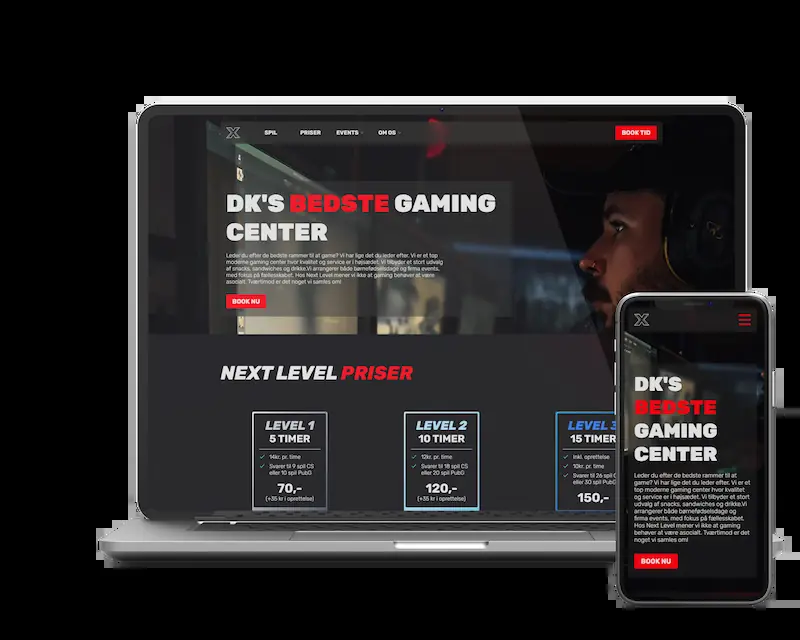 SPIL PRISER EVENTS OM OS BOOK TID
DK'S BEDSTE GAMING
CENTER
Leder du efter de bedste rammer til at game? Vi har lige det du leder efter. Vi er et top
moderne gaming center hvor kvalitet og service er i højsædet. Vi tilbyder et stort udvalg
af snacks, sandwiches og drikke.Vi arrangerer både børnefødselsdage og firma events,
med fokus på fællesskabet. Hos Next Level mener vi ikke at gaming behøver at være
asocialt. Tværtimod er det noget vi samles om!
BOOK NU
NEXT LEVEL PRISER
LEVEL 1
5 TIMER
14kr. pr. time
Svarer til 9 spil CS
eller 10 spil PubG
70,-
(+35 kr i oprettelse)
LEVEL 2
10 TIMER
12kr. pr. time
Svarer til 18 spil CS
eller 20 spil PubG
120,-
(+35 kr i oprettelse)
LEVEL 3
15 TIMER
Inkl. oprettelse
10kr. pr. time
Svarer til 26 spil
eller 30 spil PubG
150,-
DK'S
BEDSTE
GAMING
CENTER
Leder du efter de bedste rammer til at
game? Vi har lige det du leder efter. Vi er et
top moderne gaming center hvor kvalitet
og service er i højsædet. Vi tilbyder et stort
udvalg af snacks, sandwiches og drikke.Vi
arrangerer både børnefødselsdage og
firma events, med fokus på fællesskabet.
Hos Next Level mener vi ikke at gaming
behøver at være asocialt. Tværtimod er det
noget vi samles om!
BOOK NU